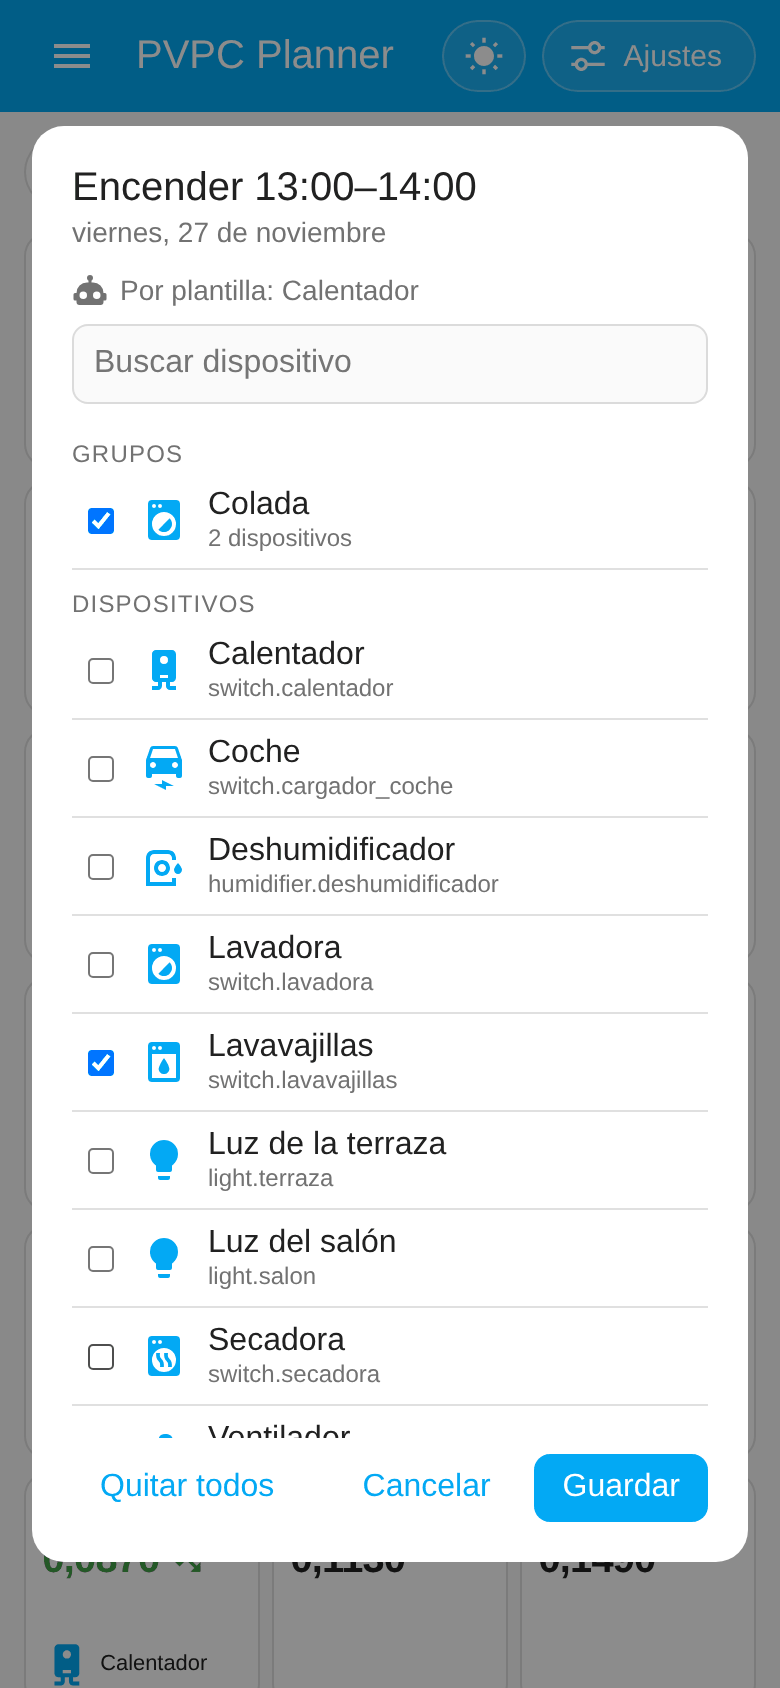 PVPC Planner
Ajustes
Encender 13:00–14:00
viernes, 27 de noviembre
Por plantilla: Calentador
Buscar dispositivo
GRUPOS
Colada
2 dispositivos
DISPOSITIVOS
Calentador
switch.calentador
Coche
switch.cargador_coche
Deshumidificador
humidifier.deshumidificador
Lavadora
switch.lavadora
Lavavajillas
switch.lavavajillas
Luz de la terraza
light.terraza
Luz del salón
light.salon
Secadora
switch.secadora
Ventilador
Quitar todos
Cancelar
Guardar
Calentador